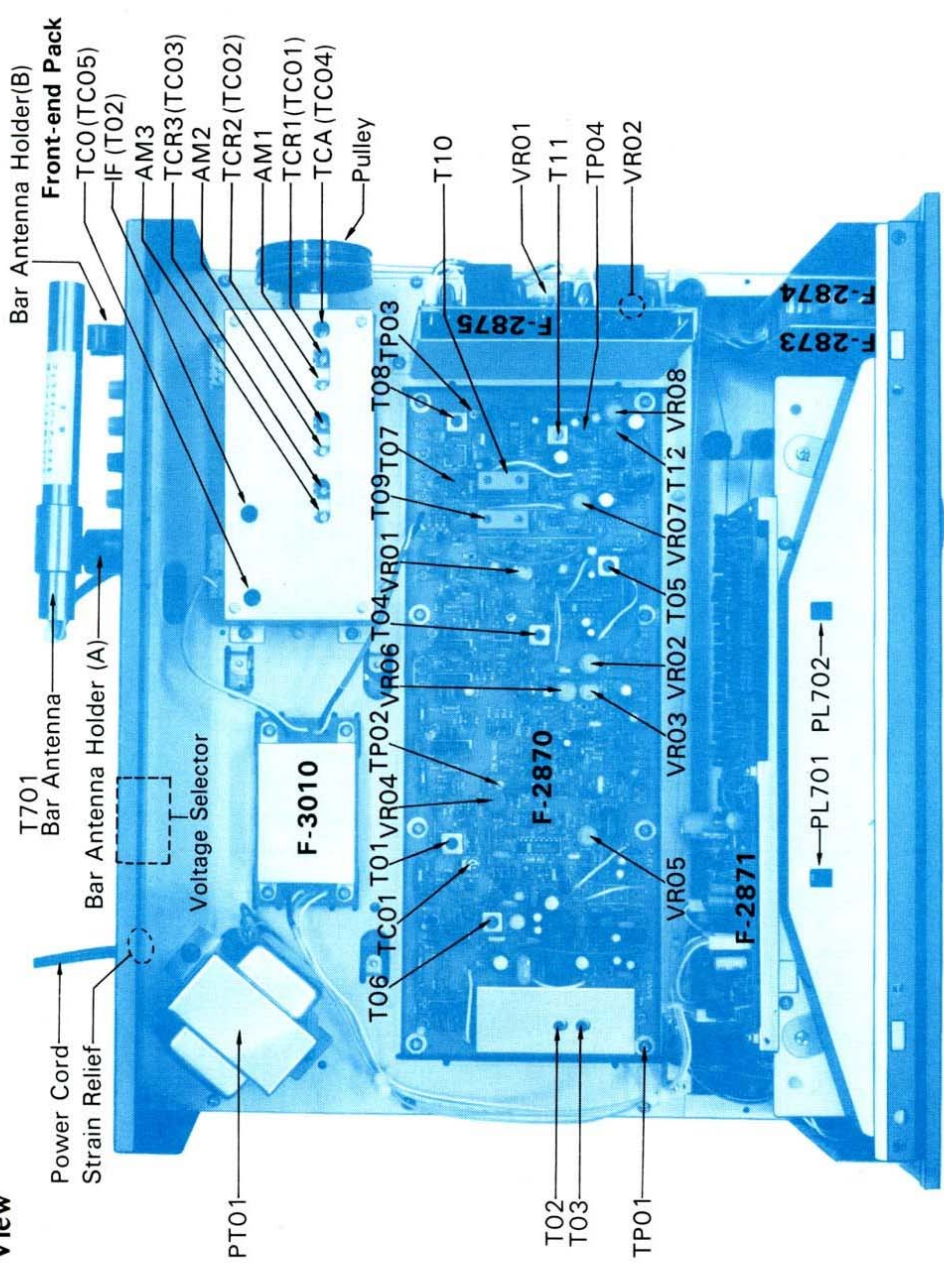 View
Power Cord
Strain Relief
T701
Bar Antenna
Bar Antenna Holder (A)
Voltage Selector
Bar Antenna Holder(B)
Front-end Pack
TCO (TC05)
IF (T02)
AM3
TCR3(TC03)
AM2
TCR2(TC02)
AM1
TCR1(TC01)
TCA (TC04)
Pulley
PT01
F-3010
T06
TC01
T01
VR04
TP02
VR06
T04
VR01
T09
T07
T08
TP03
T10
VR01
T11
TP04
VR02
F-2875
F-2870
T02
T03
TP01
VR05
VR03
VR02
T05
VR07
T12
VR08
F-2871
F-2873
F-2874
PL701
PL702